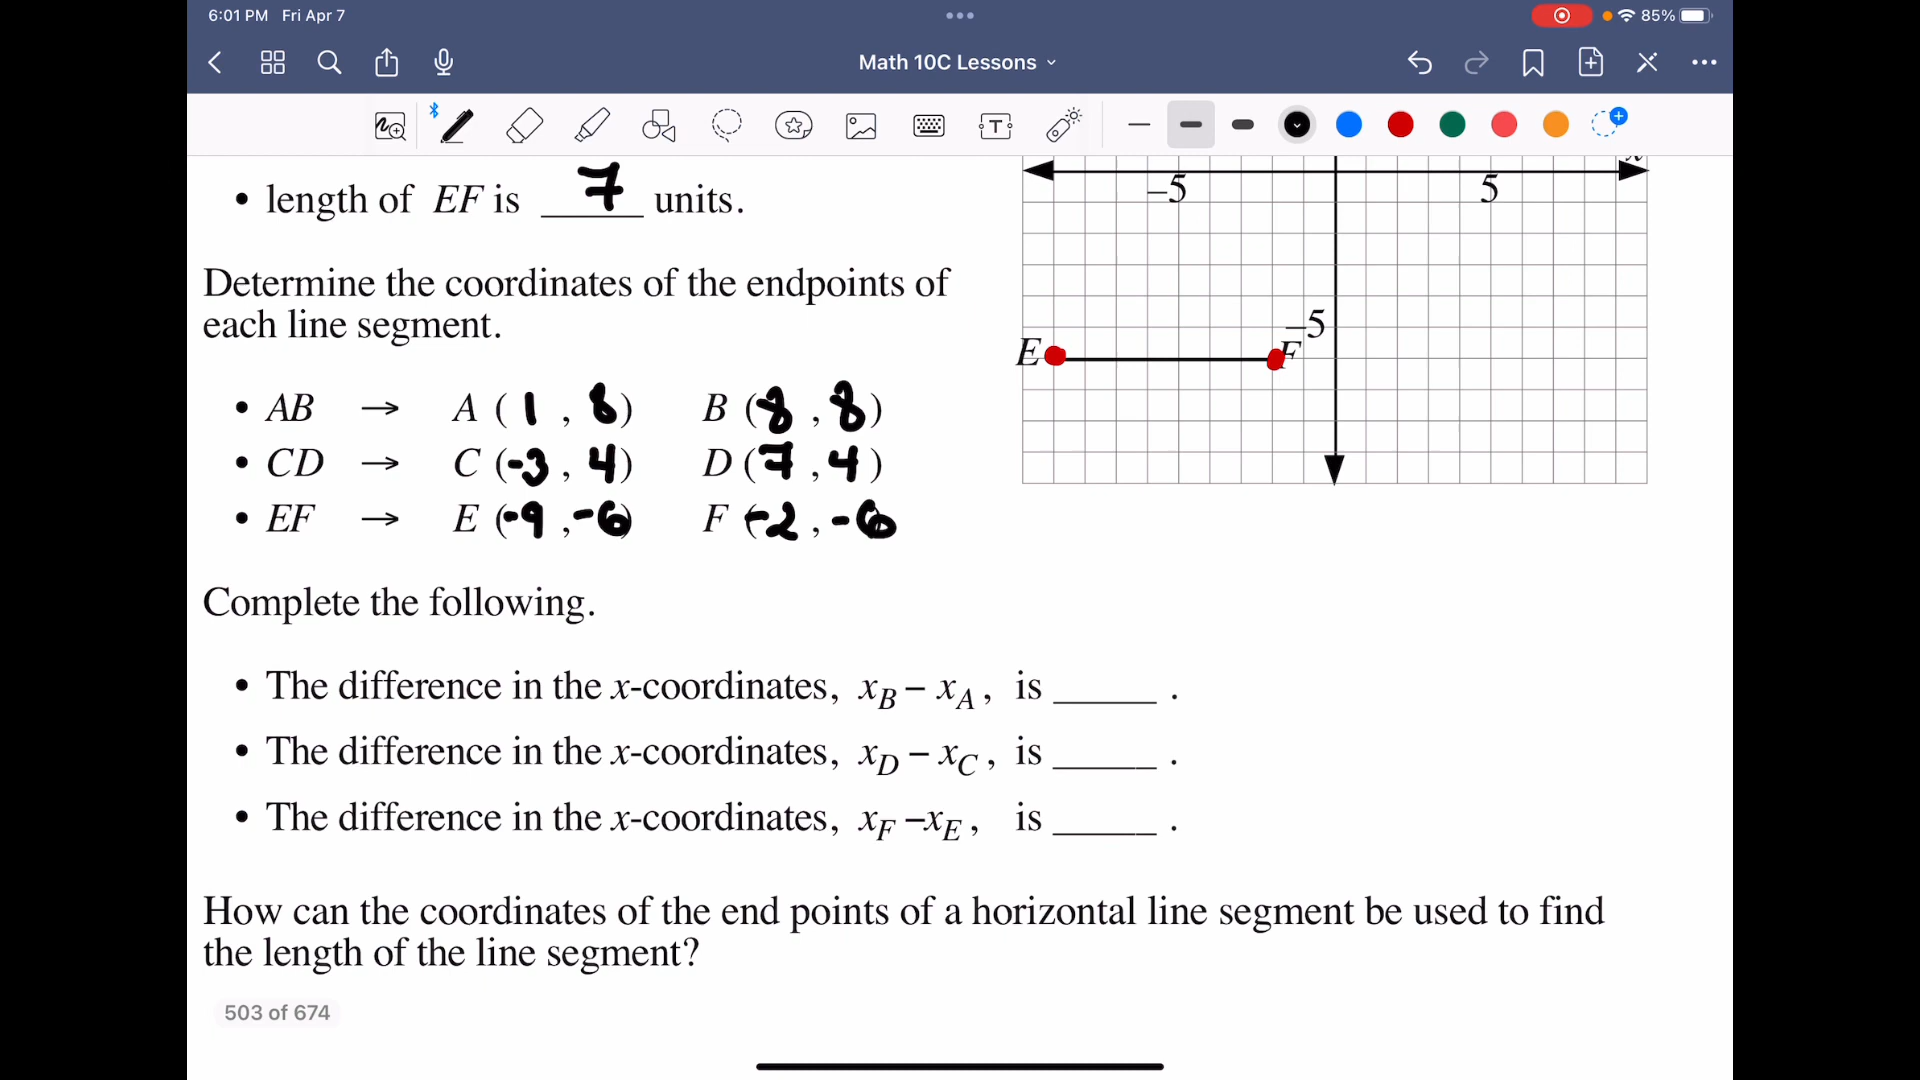 6:01 PM Fri Apr 7
85%
Math 10C Lessons
• length of EF is 7 units.
Determine the coordinates of the endpoints of
each line segment.
• AB → A ( 1 , 8 ) B ( 8 , 8 )
• CD → C ( -3 , 4 ) D ( 7 , 4 )
• EF → E ( -9 , -6 ) F ( -2 , -6 )
x
-5 5
-5
E F
Complete the following.
• The difference in the x-coordinates, xB – xA , is ______ .
• The difference in the x-coordinates, xD – xC , is ______ .
• The difference in the x-coordinates, xF –xE , is ______ .
How can the coordinates of the end points of a horizontal line segment be used to find
the length of the line segment?
503 of 674